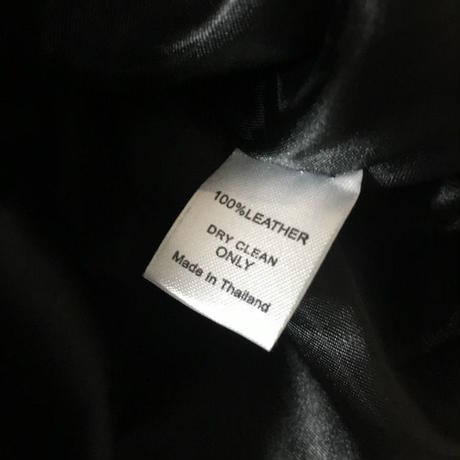 100%LEATHER
DRY CLEAN
ONLY
Made In Thailand